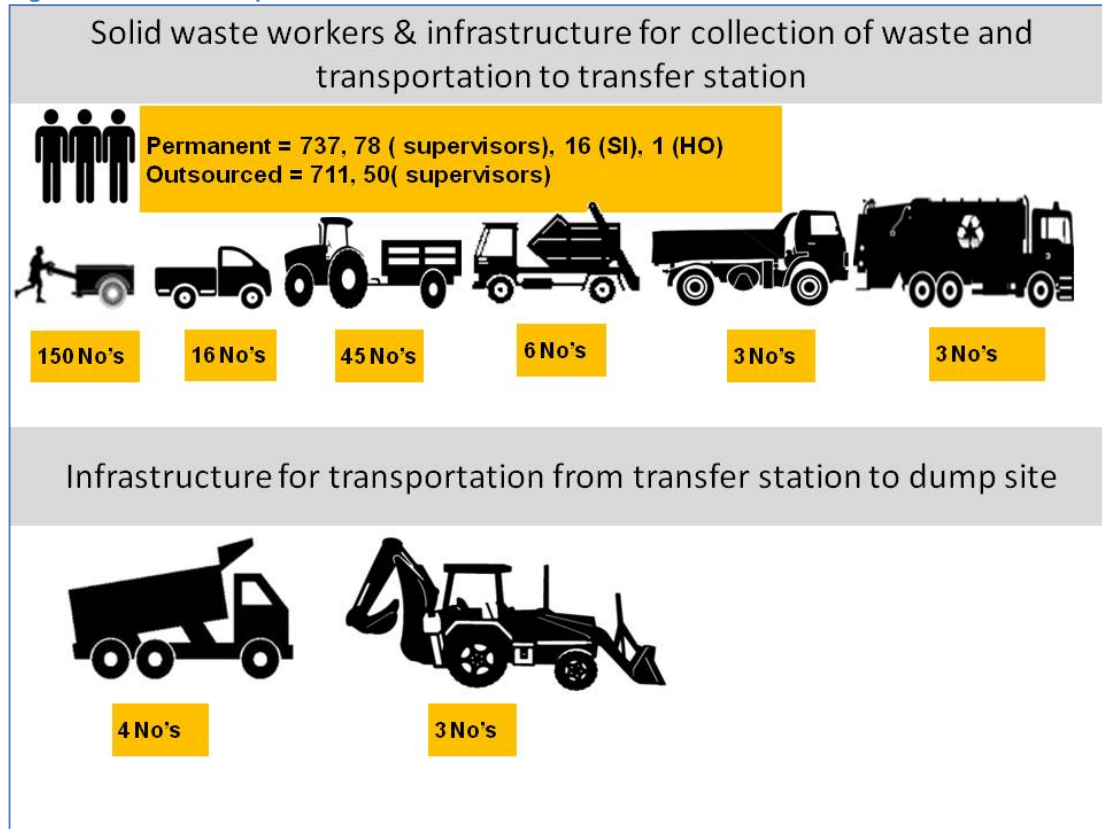 Solid waste workers & infrastructure for collection of waste and
transportation to transfer station
Permanent = 737, 78 ( supervisors), 16 (SI), 1 (HO)
Outsourced = 711, 50( supervisors)
150 No's
16 No's
45 No's
6 No's
3 No's
3 No's
Infrastructure for transportation from transfer station to dump site
4 No's
3 No's